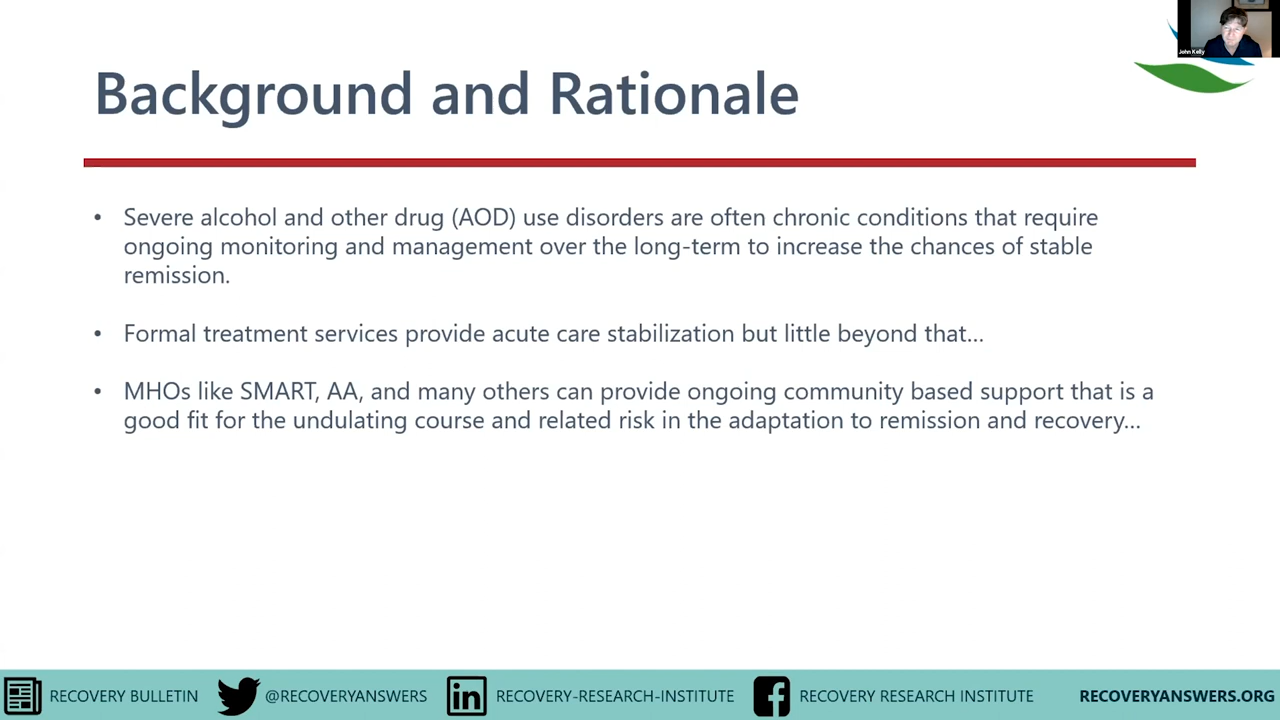 John Kelly
Background and Rationale
• Severe alcohol and other drug (AOD) use disorders are often chronic conditions that require
ongoing monitoring and management over the long-term to increase the chances of stable
remission.
• Formal treatment services provide acute care stabilization but little beyond that…
• MHOs like SMART, AA, and many others can provide ongoing community based support that is a
good fit for the undulating course and related risk in the adaptation to remission and recovery…
RECOVERY BULLETIN @RECOVERYANSWERS RECOVERY-RESEARCH-INSTITUTE RECOVERY RESEARCH INSTITUTE RECOVERYANSWERS.ORG